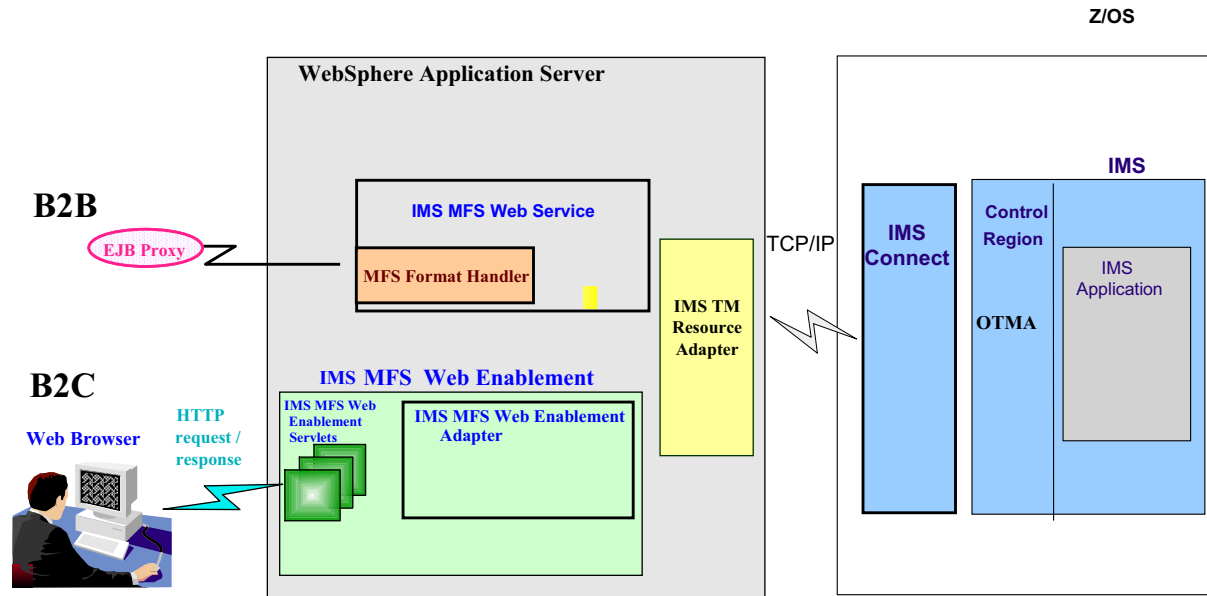 Z/OS
WebSphere Application Server
B2B
EJB Proxy
IMS MFS Web Service
MFS Format Handler
IMS TM
Resource
Adapter
TCP/IP
IMS
Connect
IMS
Control
Region
OTMA
IMS
Application
B2C
Web Browser
HTTP
request /
response
IMS MFS Web Enablement
IMS MFS Web
Enablement
Servlets
IMS MFS Web Enablement
Adapter